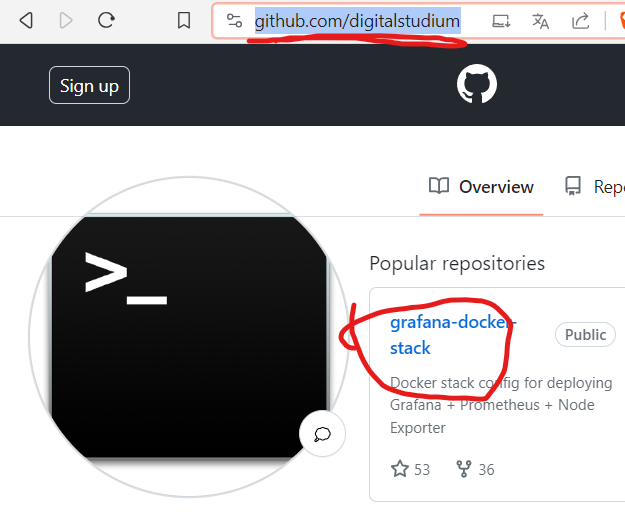 github.com/digitalstudium
Sign up
Overview
Repo
>_
Popular repositories
grafana-docker-
stack
Public
Docker stack config for deploying
Grafana + Prometheus + Node
Exporter
53
36